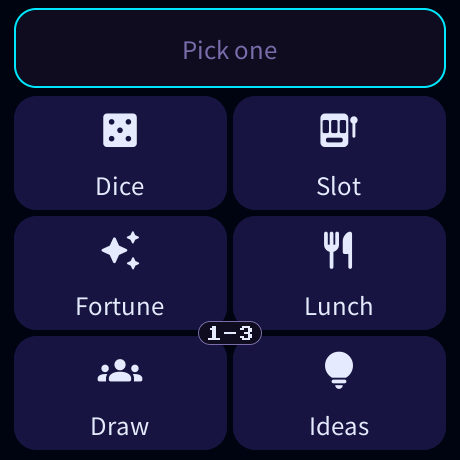 Pick one
Dice
Slot
Fortune
Lunch
1-3
Draw
Ideas